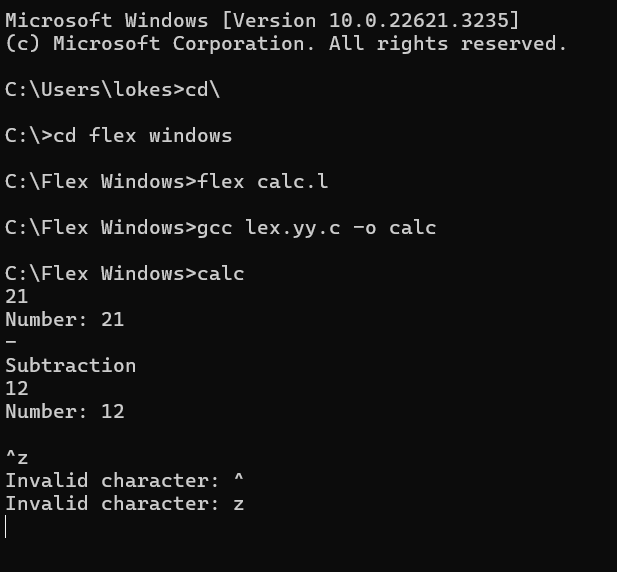 Microsoft Windows [Version 10.0.22621.3235]
(c) Microsoft Corporation. All rights reserved.
C:\Users\lokes>cd\
C:\>cd flex windows
C:\Flex Windows>flex calc.l
C:\Flex Windows>gcc lex.yy.c -o calc
C:\Flex Windows>calc
21
Number: 21
-
Subtraction
12
Number: 12
^z
Invalid character: ^
Invalid character: z